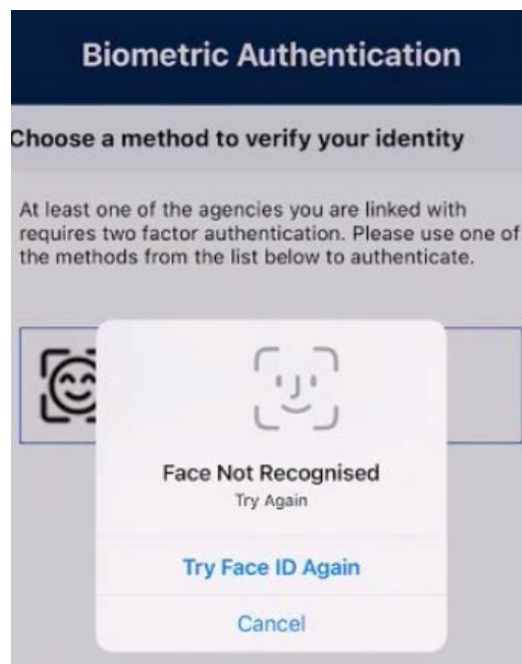 Biometric Authentication
Choose a method to verify your identity
At least one of the agencies you are linked with
requires two factor authentication. Please use one of
the methods from the list below to authenticate.
Face Not Recognised
Try Again
Try Face ID Again
Cancel